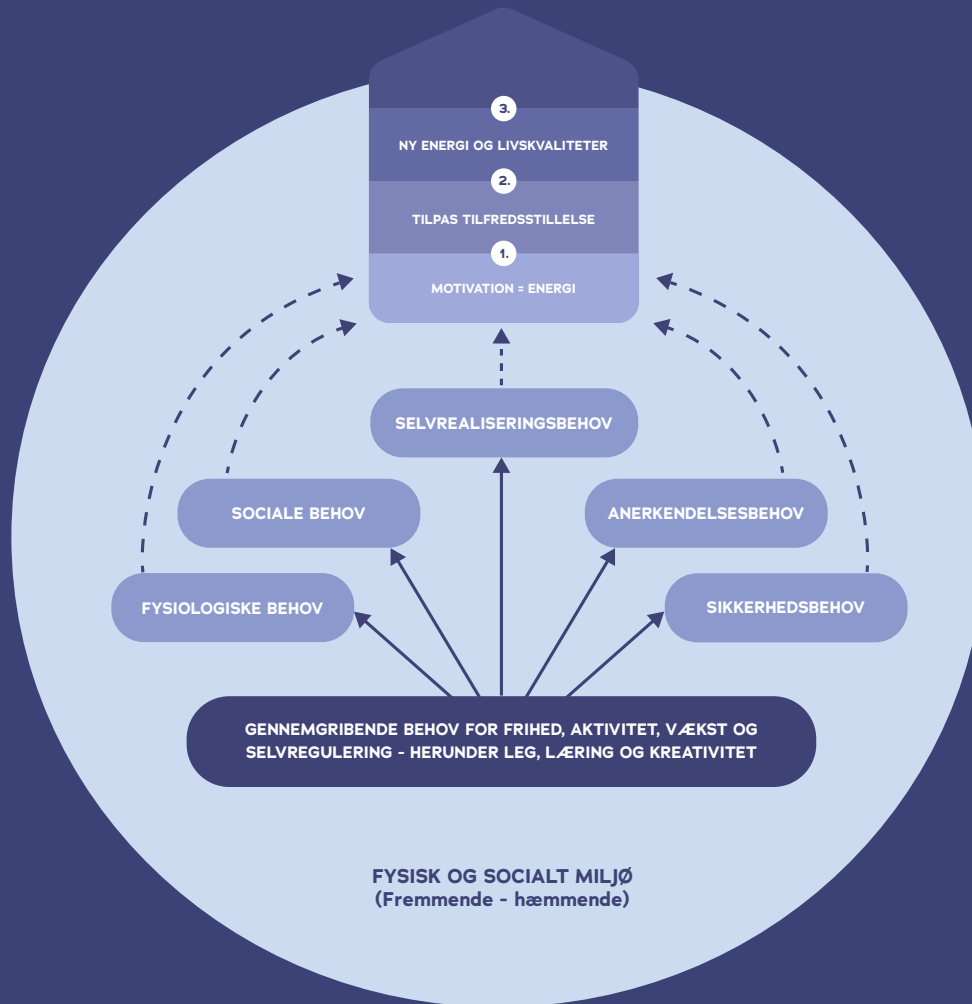 3.
NY ENERGI OG LIVSKVALITETER
2.
TILPAS TILFREDSSTILLELSE
1.
MOTIVATION = ENERGI
SELVREALISERINGSBEHOV
SOCIALE BEHOV
ANERKENDELSESBEHOV
FYSIOLOGISKE BEHOV
SIKKERHEDSBEHOV
GENNEMGRIBENDE BEHOV FOR FRIHED, AKTIVITET, VÆKST OG
SELVREGULERING - HERUNDER LEG, LÆRING OG KREATIVITET
FYSISK OG SOCIALT MILJØ
(Fremmende - hæmmende)